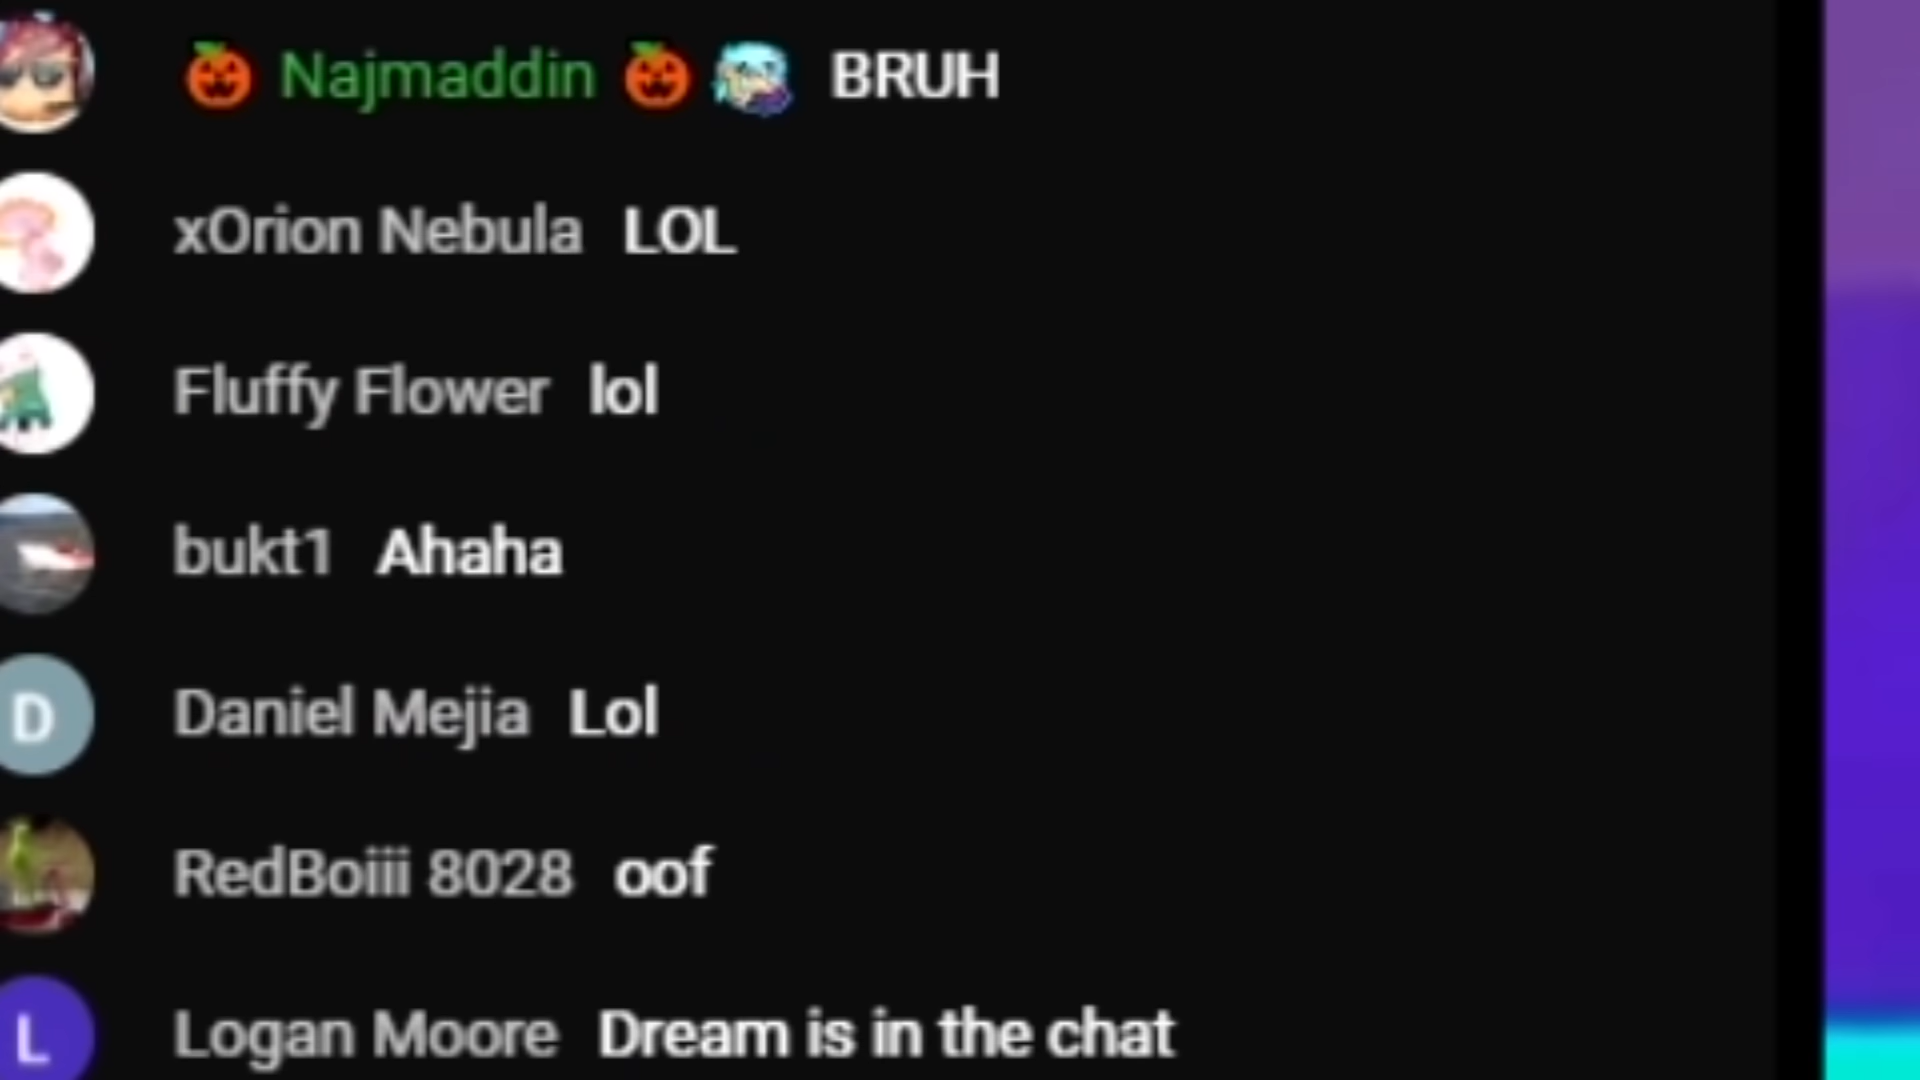 🎃 Najmaddin 🎃 BRUH
xOrion Nebula LOL
Fluffy Flower lol
bukt1 Ahaha
D Daniel Mejia Lol
RedBoiii 8028 oof
L Logan Moore Dream is in the chat